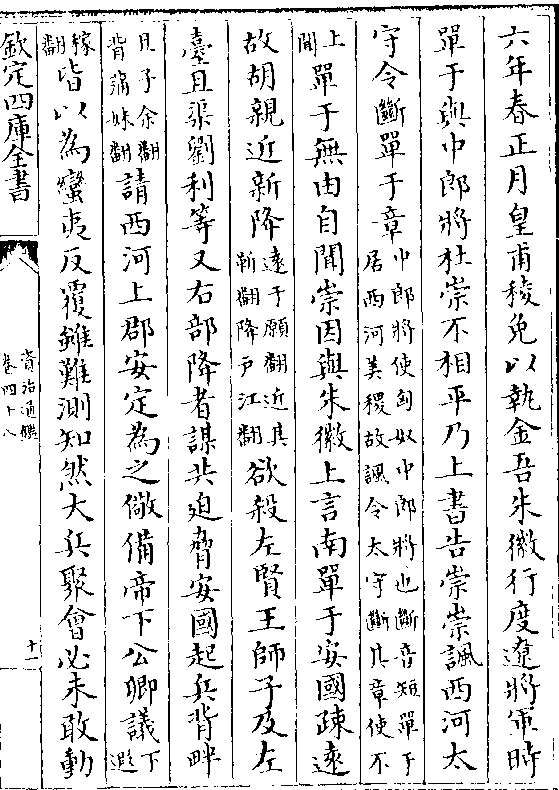 六年春正月皇甫稜免以執金吾朱徽行度遼將軍時
單于與中郎將杜崇不相平乃上書告崇崇諷西河太
守令斷單于章中郎將使匈奴中郎將也斷音短單于居西河美稷故諷令太守斷其章使不
上聞單于無由自聞崇因與朱徽上言南單于安國疎遠
故胡親近新降遠于願翻近其靳翻降戸江翻欲殺左賢王師子及左
臺且渠劉利等又右部降者謀共廹脅安國起兵背畔
且子余翻背蒲妹翻請西河上郡安定為之儆備帝下公卿議下遐
稼翻皆以為蠻夷反覆雖難測知然大兵聚會必未敢動
欽定四庫全書
資治通鑑
卷四十八
十一